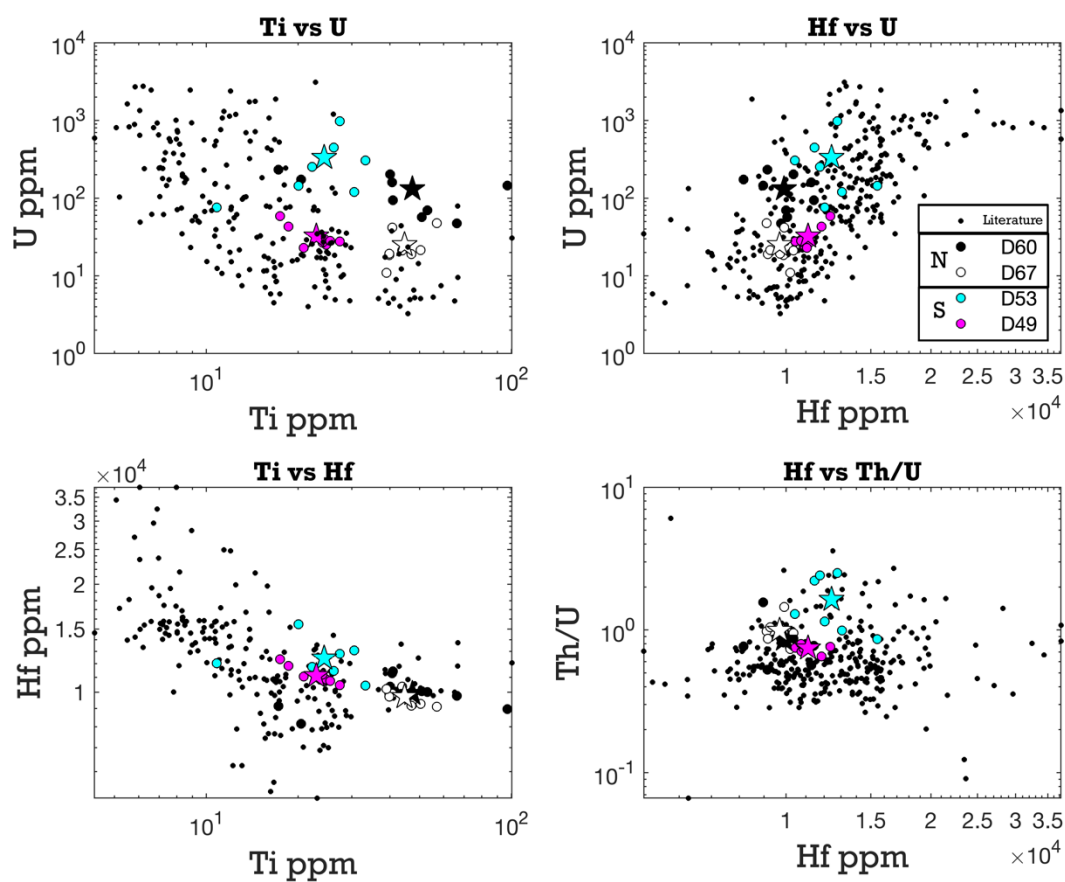 Ti vs U
U ppm
10^4
10^3
10^2
10^1
10^0
10^1
10^2
Ti ppm
Hf vs U
U ppm
10^4
10^3
10^2
10^1
10^0
1
1.5
2
2.5
3
3.5
×10^4
Hf ppm
Literature
N
D60
D67
S
D53
D49
Ti vs Hf
×10^4
Hf ppm
3.5
3
2.5
2
1.5
1
10^1
10^2
Ti ppm
Hf vs Th/U
Th/U
10^1
10^0
10^-1
1
1.5
2
2.5
3
3.5
×10^4
Hf ppm